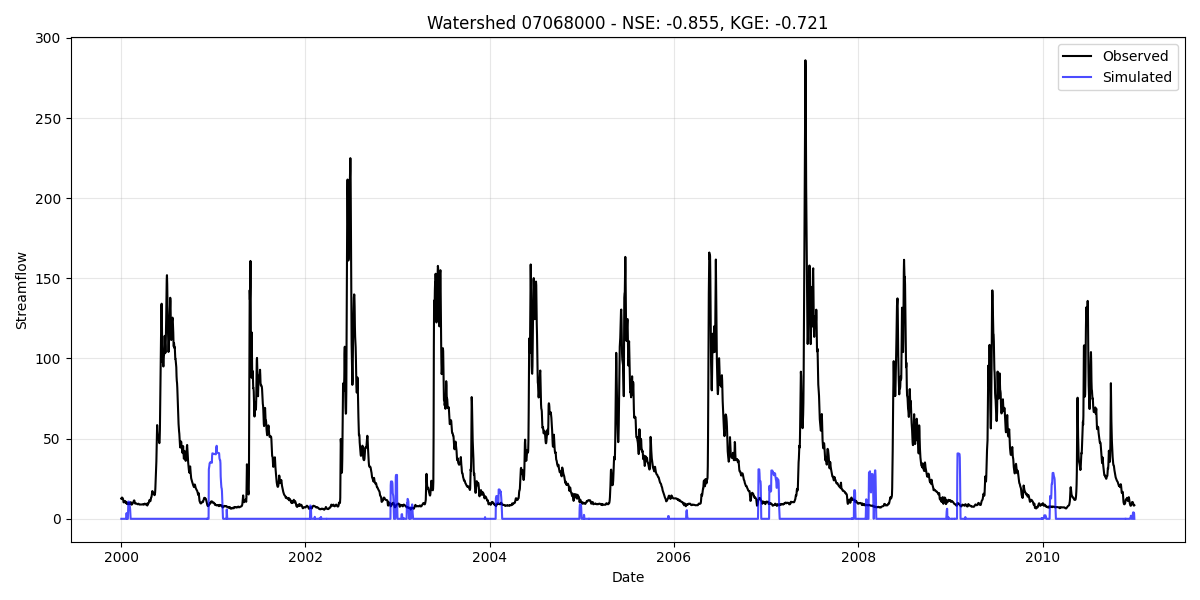 Watershed 07068000 - NSE: -0.855, KGE: -0.721
Observed
Simulated
Streamflow
300
250
200
150
100
50
0
2000 2002 2004 2006 2008 2010
Date